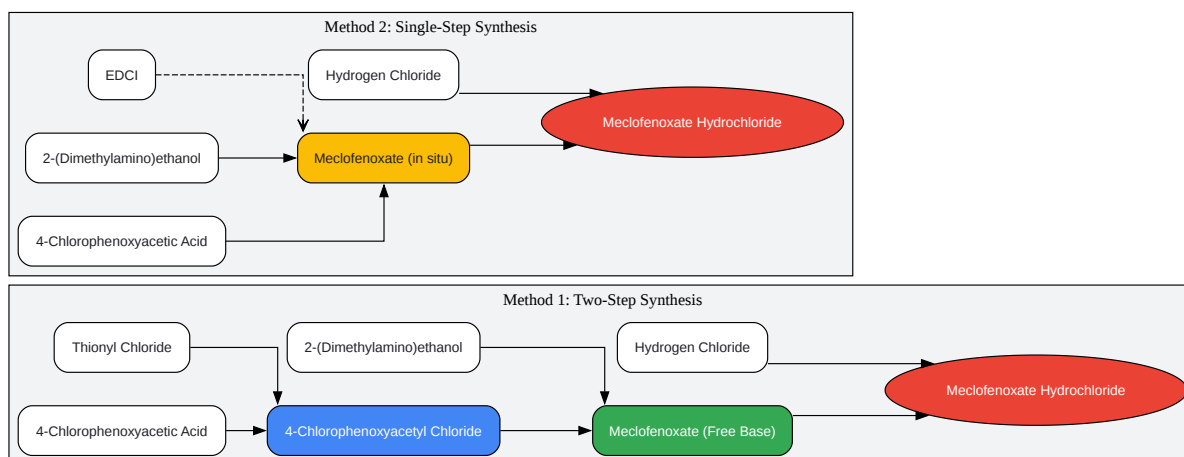 Method 2: Single-Step Synthesis
EDCI
Hydrogen Chloride
Meclofenoxate Hydrochloride
2-(Dimethylamino)ethanol
Meclofenoxate (in situ)
4-Chlorophenoxyacetic Acid
Method 1: Two-Step Synthesis
Thionyl Chloride
2-(Dimethylamino)ethanol
Hydrogen Chloride
Meclofenoxate Hydrochloride
4-Chlorophenoxyacetic Acid
4-Chlorophenoxyacetyl Chloride
Meclofenoxate (Free Base)